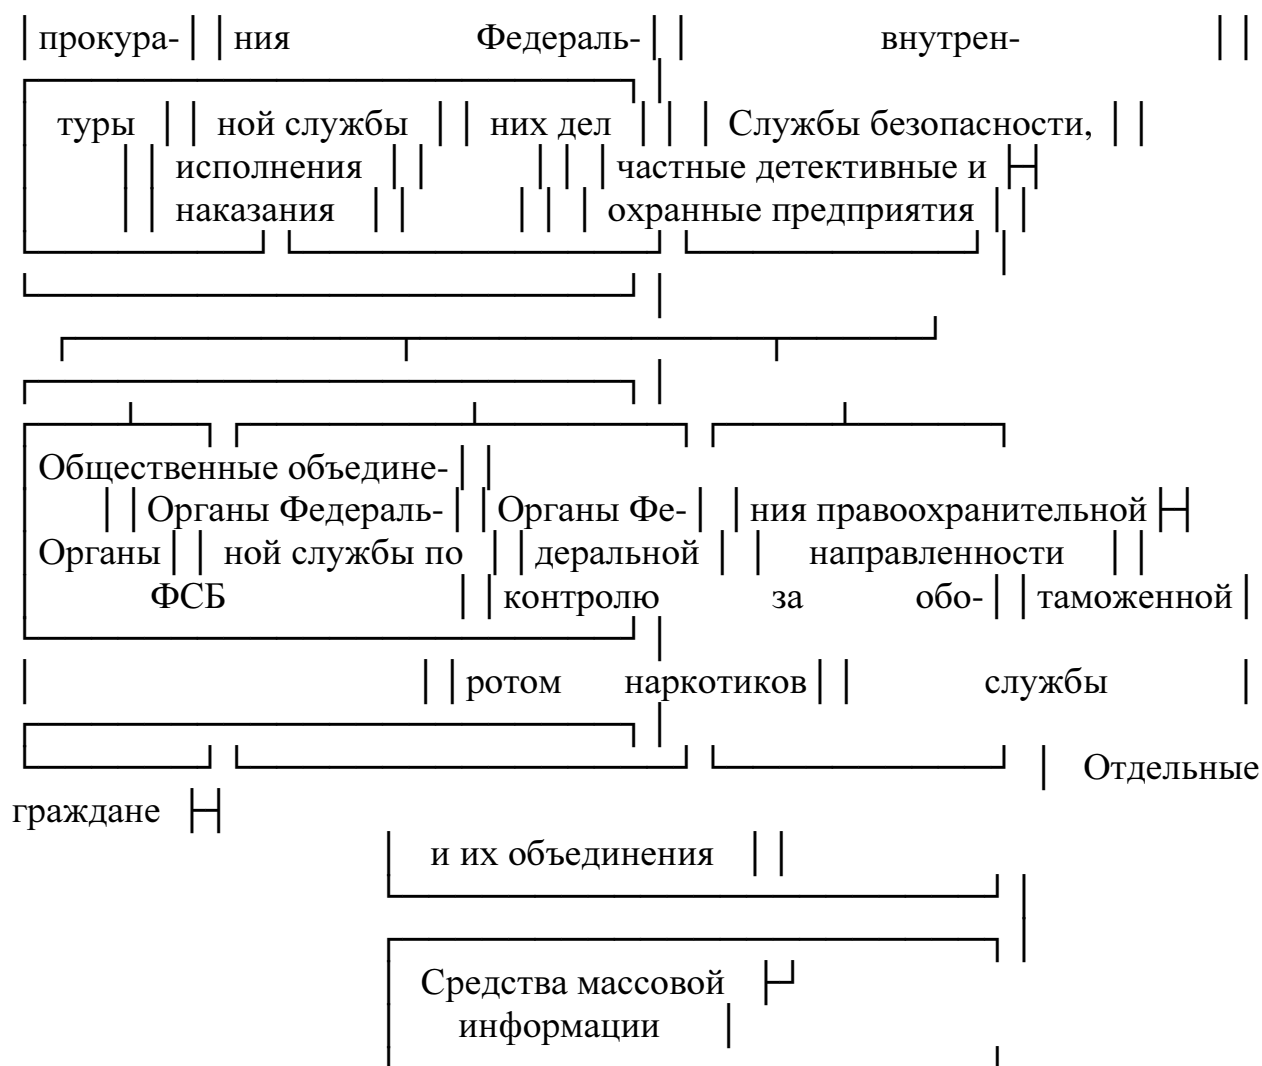 прокура- ния Федераль- внутрен-
туры ной службы них дел Службы безопасности,
исполнения частные детективные и
наказания охранные предприятия
Общественные объедине-
Органы Федераль- Органы Фе- ния правоохранительной
Органы ной службы по деральной направленности
ФСБ контролю за обо- таможенной
ротом наркотиков службы
Отдельные
граждане
и их объединения
Средства массовой
информации